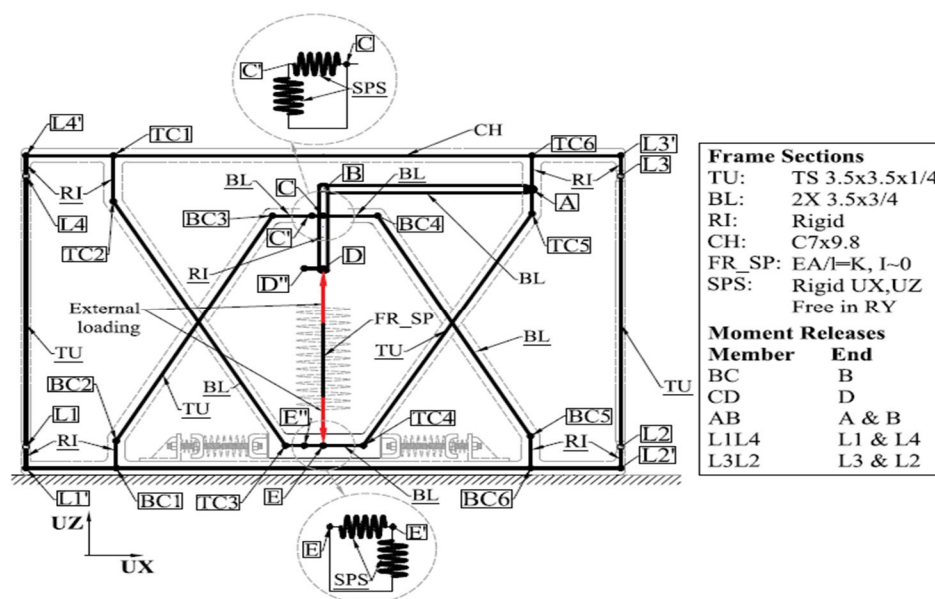 C
C'
SPS
L4'
TC1
CH
TC6
L3'
RI
BL
C
B
BL
RI
L3
L4
BC3
BC4
A
TC2
C'
TC5
RI
D
D"
BL
External
loading
FR_SP
TU
BL
TU
BC2
BL
TU
TU
L1
E"
TC4
BC5
L2
RI
RI
L1'
BC1
TC3
E
BL
BC6
L2'
UZ
UX
E
E'
SPS
Frame Sections
TU: TS 3.5x3.5x1/4
BL: 2X 3.5x3/4
RI: Rigid
CH: C7x9.8
FR_SP: EA/l=K, I~0
SPS: Rigid UX,UZ
Free in RY
Moment Releases
Member End
BC B
CD D
AB A & B
L1L4 L1 & L4
L3L2 L3 & L2